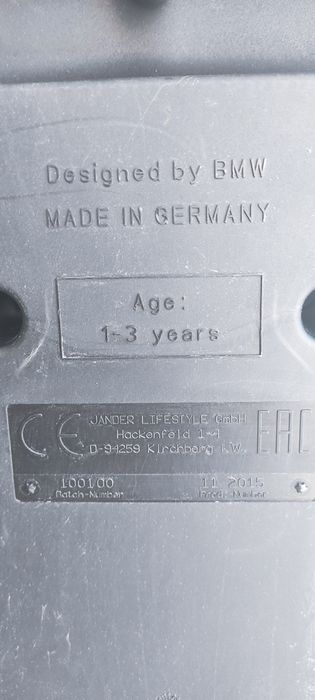 Designed by BMW
MADE IN GERMANY
Age:
1-3 years
CE JANDER LIFESTYLE GmbH EAC
Hackenfeld 1-4
D-94259 Kirchberg i.W.
100100 11 2015
Batch-Number Prod.-Number